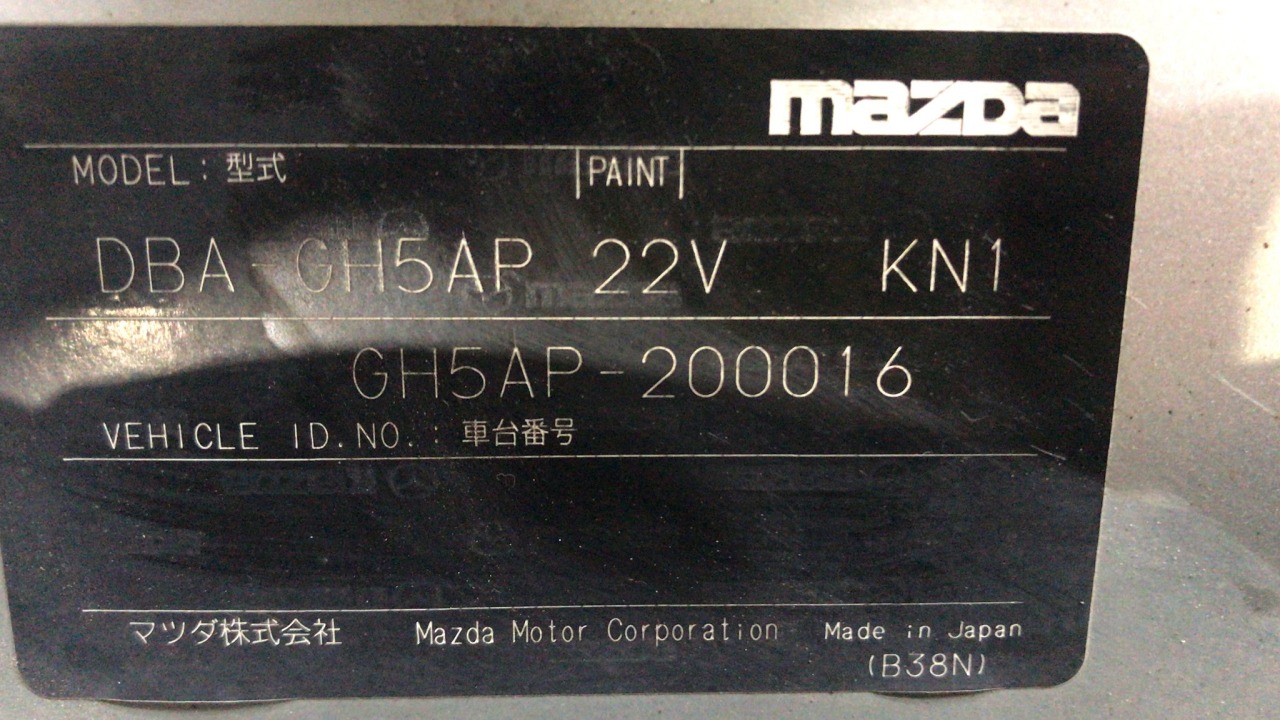 mazda
MODEL : 型式 PAINT
DBA-GH5AP 22V KN1
GH5AP-200016
VEHICLE ID.NO. : 車台番号
マツダ株式会社 Mazda Motor Corporation Made in Japan
(B38N)